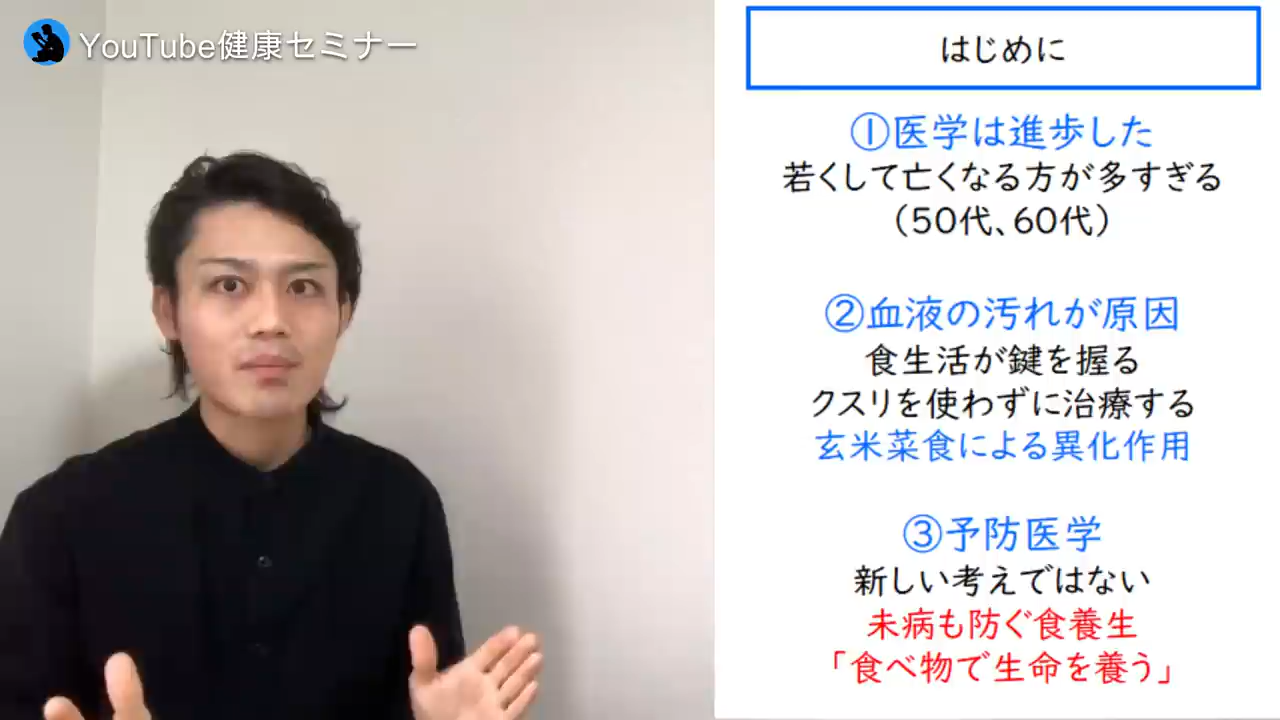 YouTube健康セミナー
はじめに
①医学は進歩した
若くして亡くなる方が多すぎる
（50代、60代）
②血液の汚れが原因
食生活が鍵を握る
クスリを使わずに治療する
玄米菜食による異化作用
③予防医学
新しい考えではない
未病も防ぐ食養生
「食べ物で生命を養う」